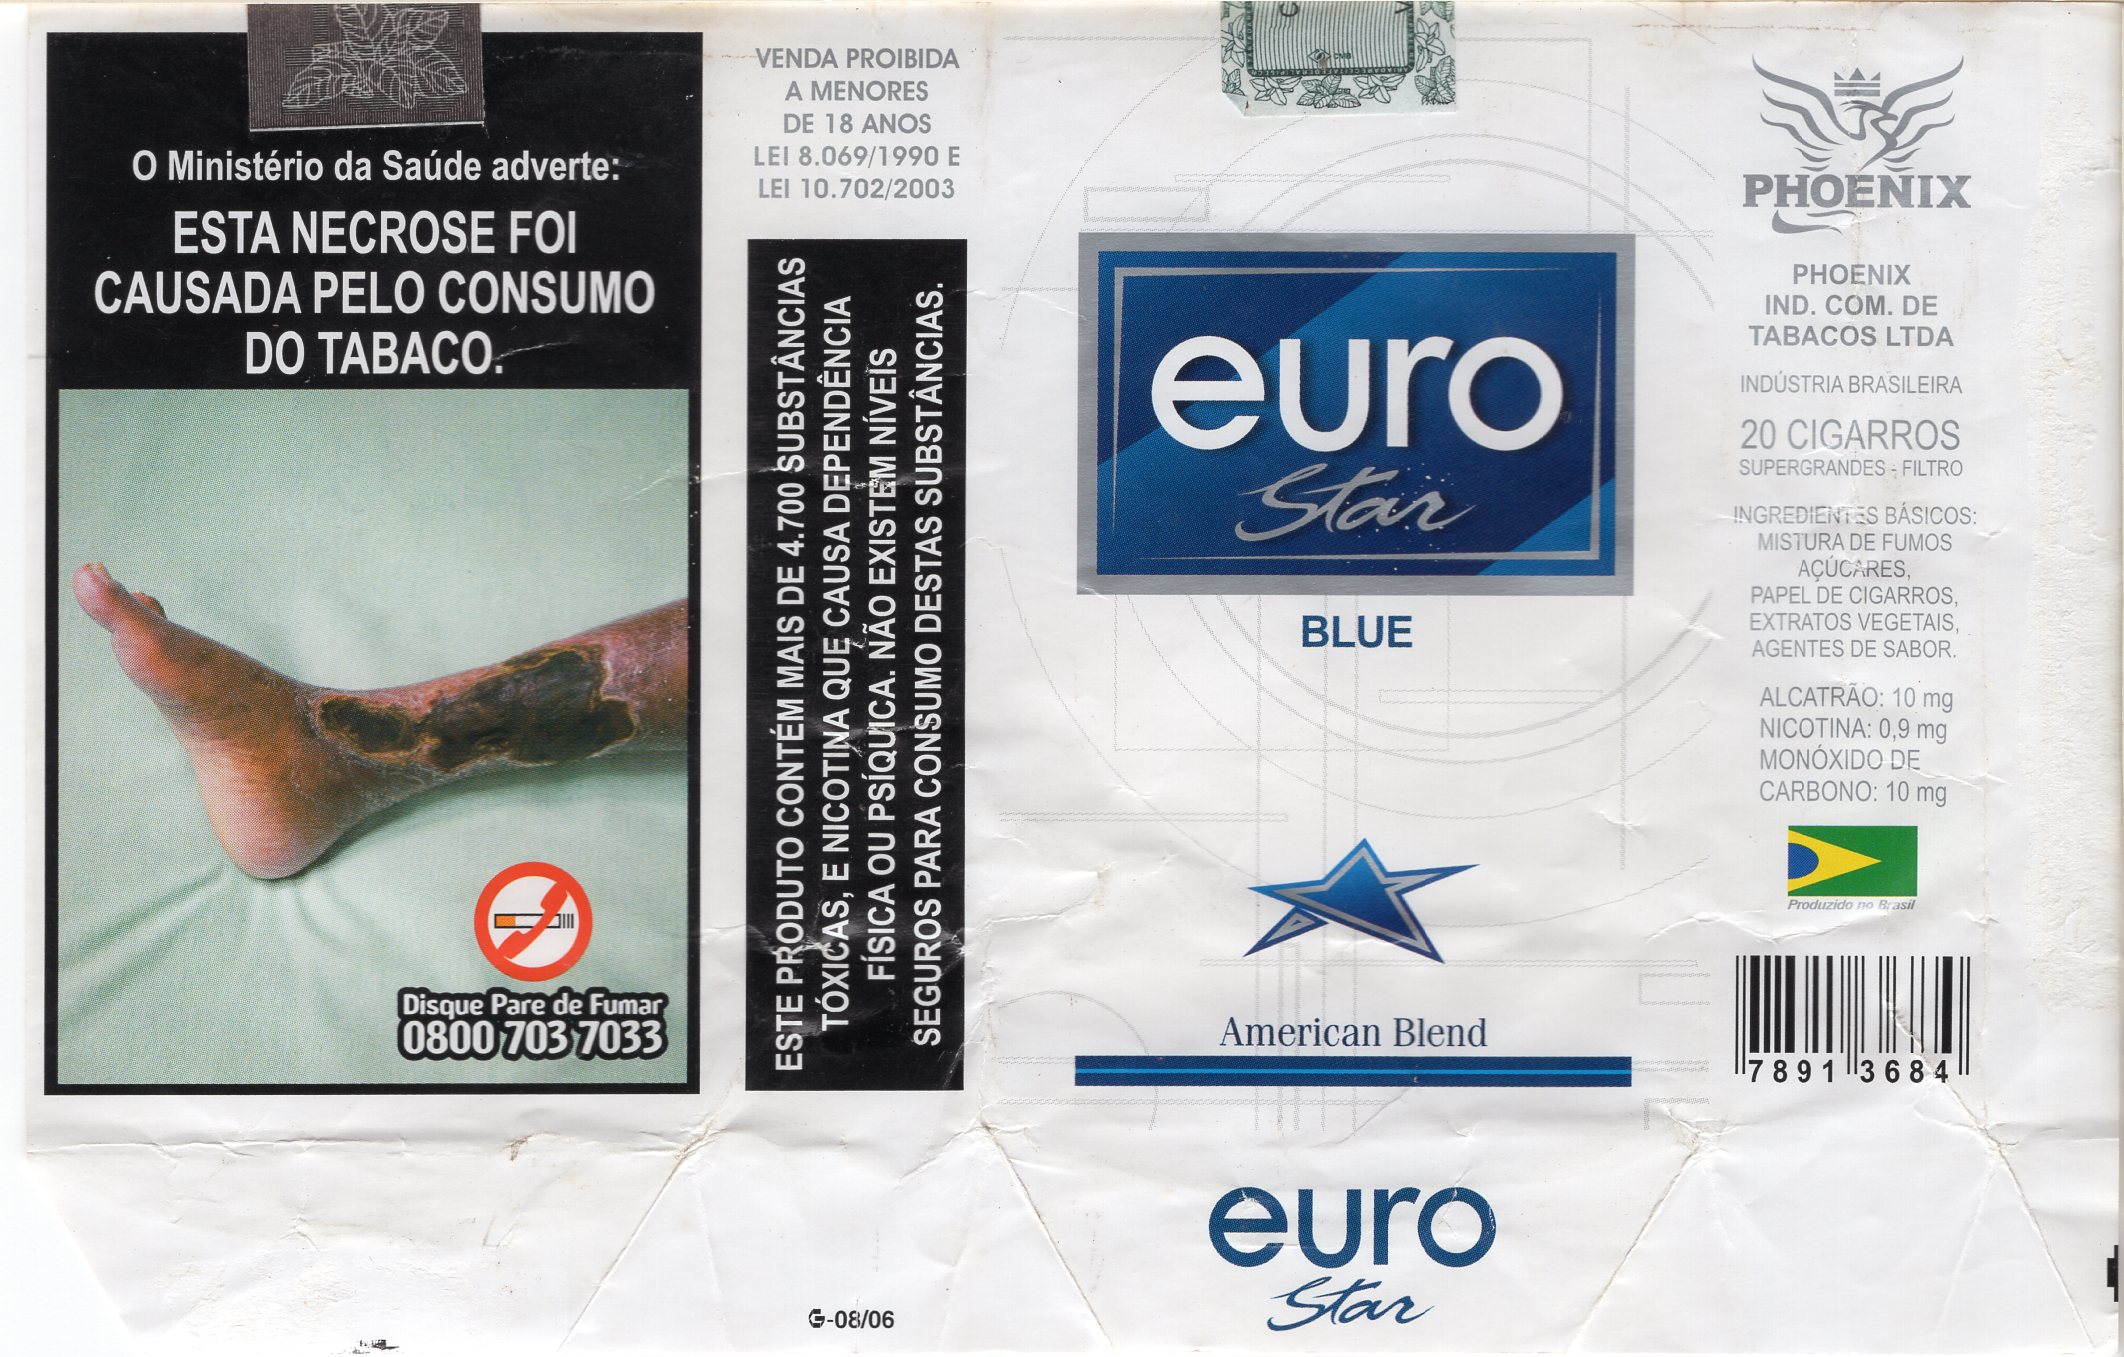 O Ministério da Saúde adverte:
ESTA NECROSE FOI
CAUSADA PELO CONSUMO
DO TABACO.
Disque Pare de Fumar
0800 703 7033
VENDA PROIBIDA
A MENORES
DE 18 ANOS
LEI 8.069/1990 E
LEI 10.702/2003
ESTE PRODUTO CONTÉM MAIS DE 4.700 SUBSTÂNCIAS
TÓXICAS, E NICOTINA QUE CAUSA DEPENDÊNCIA
FÍSICA OU PSÍQUICA. NÃO EXISTEM NÍVEIS
SEGUROS PARA CONSUMO DESTAS SUBSTÂNCIAS.
G-08/06
euro
Star
BLUE
American Blend
euro
Star
PHOENIX
PHOENIX
IND. COM. DE
TABACOS LTDA
INDÚSTRIA BRASILEIRA
20 CIGARROS
SUPERGRANDES - FILTRO
INGREDIENTES BÁSICOS:
MISTURA DE FUMOS
AÇÚCARES,
PAPEL DE CIGARROS,
EXTRATOS VEGETAIS,
AGENTES DE SABOR.
ALCATRÃO: 10 mg
NICOTINA: 0,9 mg
MONÓXIDO DE
CARBONO: 10 mg
Produzido no Brasil
7891 3684